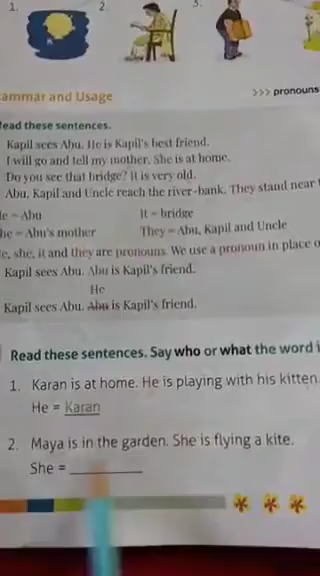 1. 2. 3.
ammar and Usage >>> pronouns
ead these sentences.
Kapil sees Abu. He is Kapil's best friend.
I will go and tell my mother. She is at home.
Do you see that bridge? It is very old.
Abu, Kapil and Uncle reach the river-bank. They stand near
e = Abu It = bridge
he = Abu's mother They = Abu, Kapil and Uncle
e, she, it and they are pronouns. We use a pronoun in place o
Kapil sees Abu. Abu is Kapil's friend.
He
Kapil sees Abu. Abu is Kapil's friend.
Read these sentences. Say who or what the word i
1. Karan is at home. He is playing with his kitten.
He = Karan
2. Maya is in the garden. She is flying a kite.
She = ________